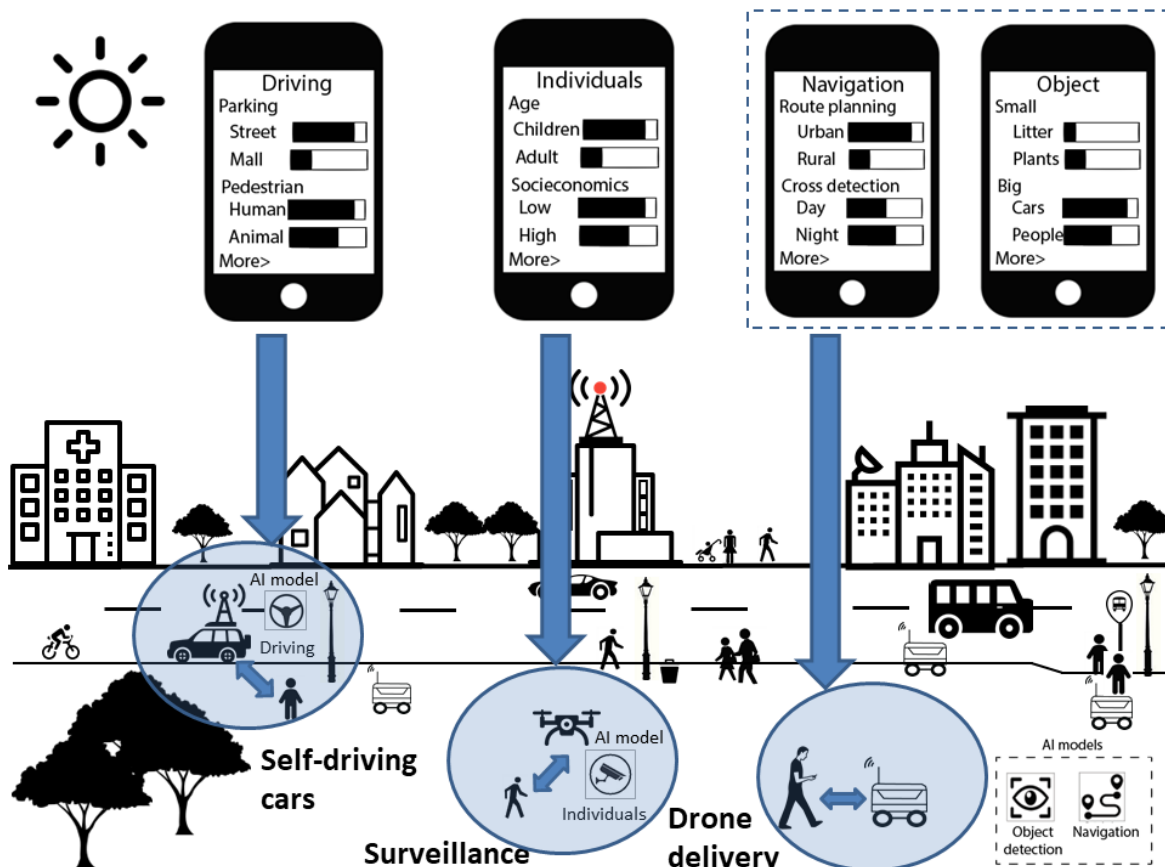 Driving
Parking
Street
Mall
Pedestrian
Human
Animal
More>
Individuals
Age
Children
Adult
Socieconomics
Low
High
More>
Navigation
Route planning
Urban
Rural
Cross detection
Day
Night
More>
Object
Small
Litter
Plants
Big
Cars
People
More>
AI model
Driving
Self-driving
cars
AI model
Individuals
Surveillance
Drone
delivery
AI models
Object
detection
Navigation